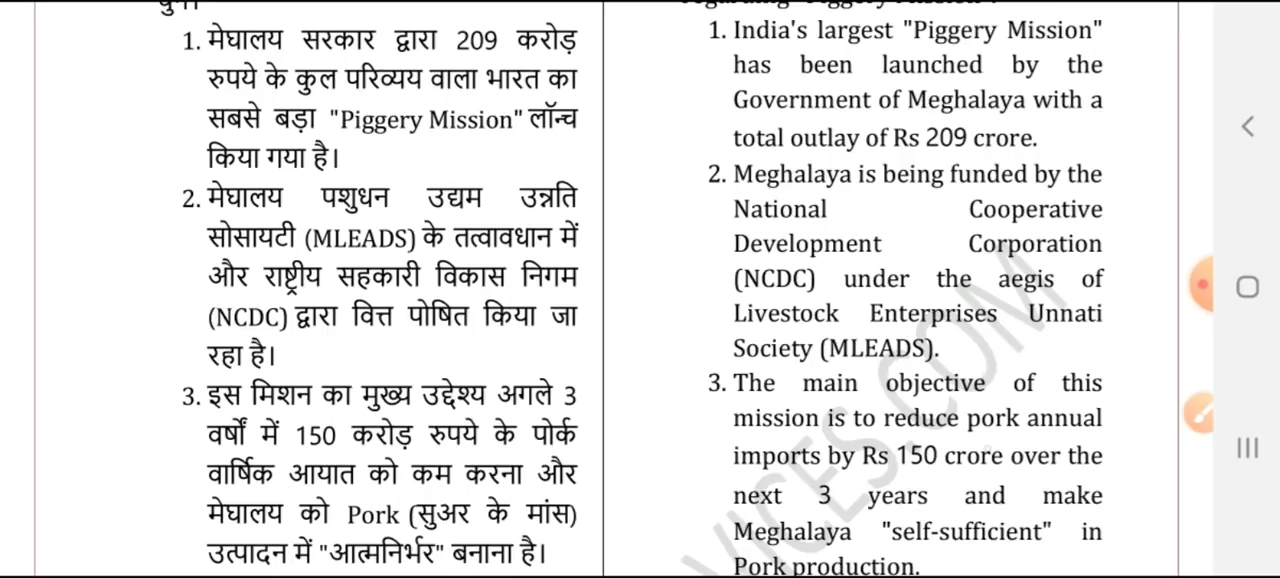 1. मेघालय सरकार द्वारा 209 करोड़
रुपये के कुल परिव्यय वाला भारत का
सबसे बड़ा "Piggery Mission" लॉन्च
किया गया है।
2. मेघालय पशुधन उद्यम उन्नति
सोसायटी (MLEADS) के तत्वावधान में
और राष्ट्रीय सहकारी विकास निगम
(NCDC) द्वारा वित्त पोषित किया जा
रहा है।
3. इस मिशन का मुख्य उद्देश्य अगले 3
वर्षों में 150 करोड़ रुपये के पोर्क
वार्षिक आयात को कम करना और
मेघालय को Pork (सुअर के मांस)
उत्पादन में "आत्मनिर्भर" बनाना है।
1. India's largest "Piggery Mission"
has been launched by the
Government of Meghalaya with a
total outlay of Rs 209 crore.
2. Meghalaya is being funded by the
National Cooperative
Development Corporation
(NCDC) under the aegis of
Livestock Enterprises Unnati
Society (MLEADS).
3. The main objective of this
mission is to reduce pork annual
imports by Rs 150 crore over the
next 3 years and make
Meghalaya "self-sufficient" in
Pork production.
VICES.COM